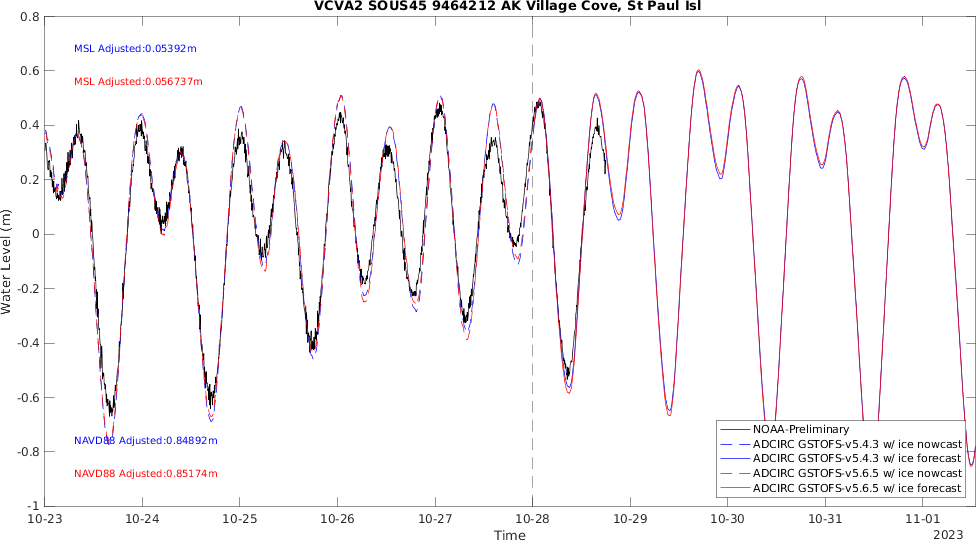 VCVA2 SOUS45 9464212 AK Village Cove, St Paul Isl
0.8
0.6
0.4
0.2
0
-0.2
-0.4
-0.6
-0.8
-1
Water Level (m)
MSL Adjusted:0.05392m
MSL Adjusted:0.056737m
NAVD88 Adjusted:0.84892m
NAVD88 Adjusted:0.85174m
NOAA-Preliminary
ADCIRC GSTOFS-v5.4.3 w/ ice nowcast
ADCIRC GSTOFS-v5.4.3 w/ ice forecast
ADCIRC GSTOFS-v5.6.5 w/ ice nowcast
ADCIRC GSTOFS-v5.6.5 w/ ice forecast
10-23 10-24 10-25 10-26 10-27 10-28 10-29 10-30 10-31 11-01
Time
2023